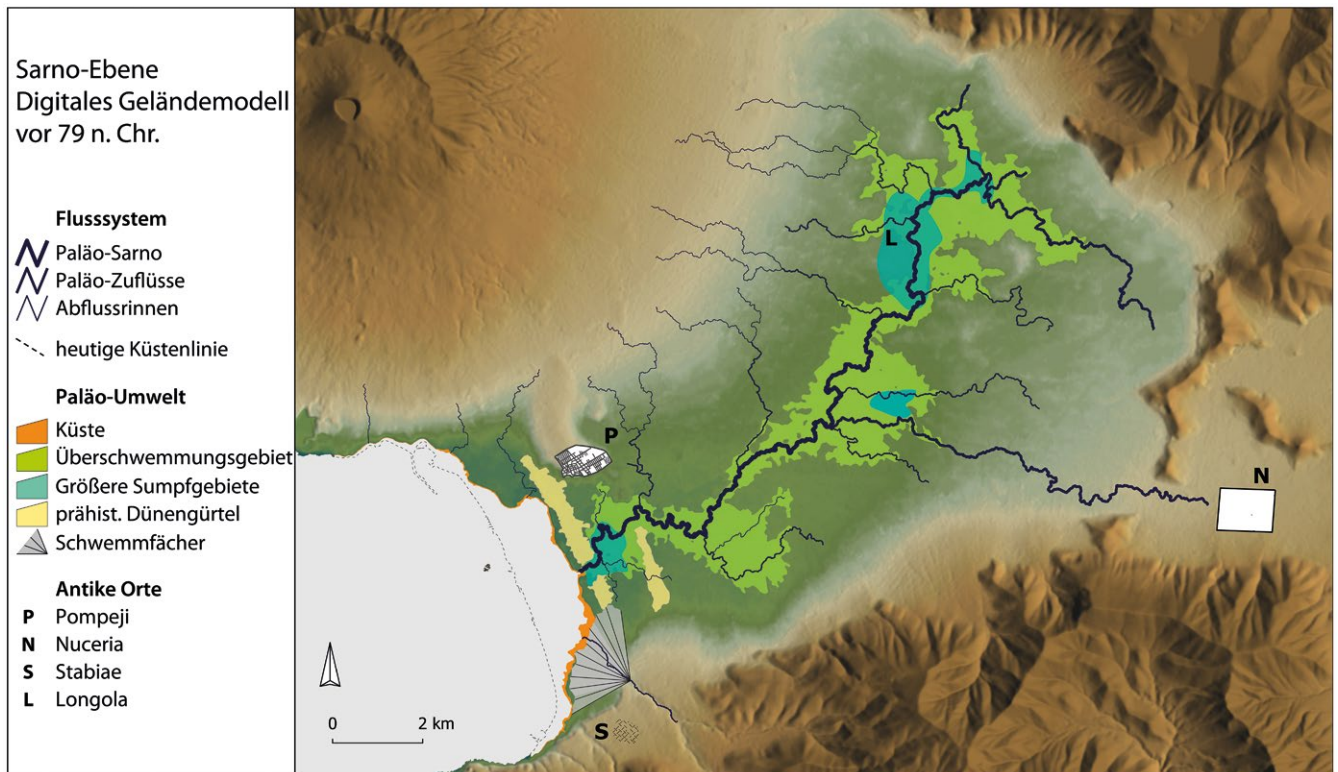 Sarno-Ebene
Digitales Geländemodell
vor 79 n. Chr.
Flusssystem
Paläo-Sarno
Paläo-Zuflüsse
Abflussrinnen
heutige Küstenlinie
Paläo-Umwelt
Küste
Überschwemmungsgebiet
Größere Sumpfgebiete
prähist. Dünengürtel
Schwemmfächer
Antike Orte
P Pompeji
N Nuceria
S Stabiae
L Longola
L
P
N
S
0 2 km